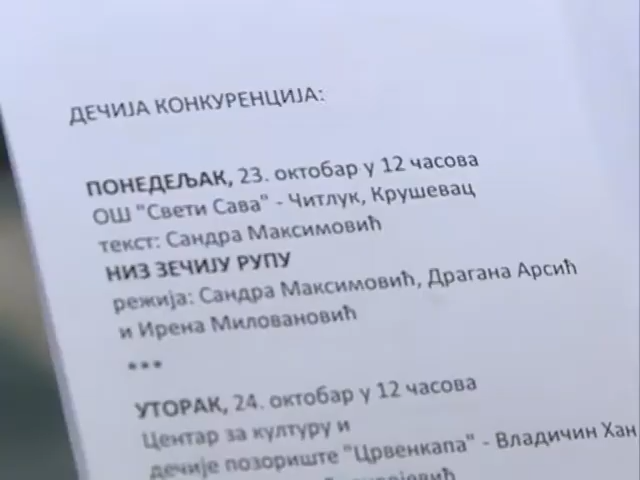 ДЕЧИЈА КОНКУРЕНЦИЈА:
ПОНЕДЕЉАК, 23. октобар у 12 часова
ОШ "Свети Сава" - Читлук, Крушевац
текст: Сандра Максимовић
НИЗ ЗЕЧИЈУ РУПУ
режија: Сандра Максимовић, Драгана Арсић
и Ирена Миловановић
***
УТОРАК, 24. октобар у 12 часова
Центар за културу и
дечије позориште "Црвенкапа" - Владичин Хан